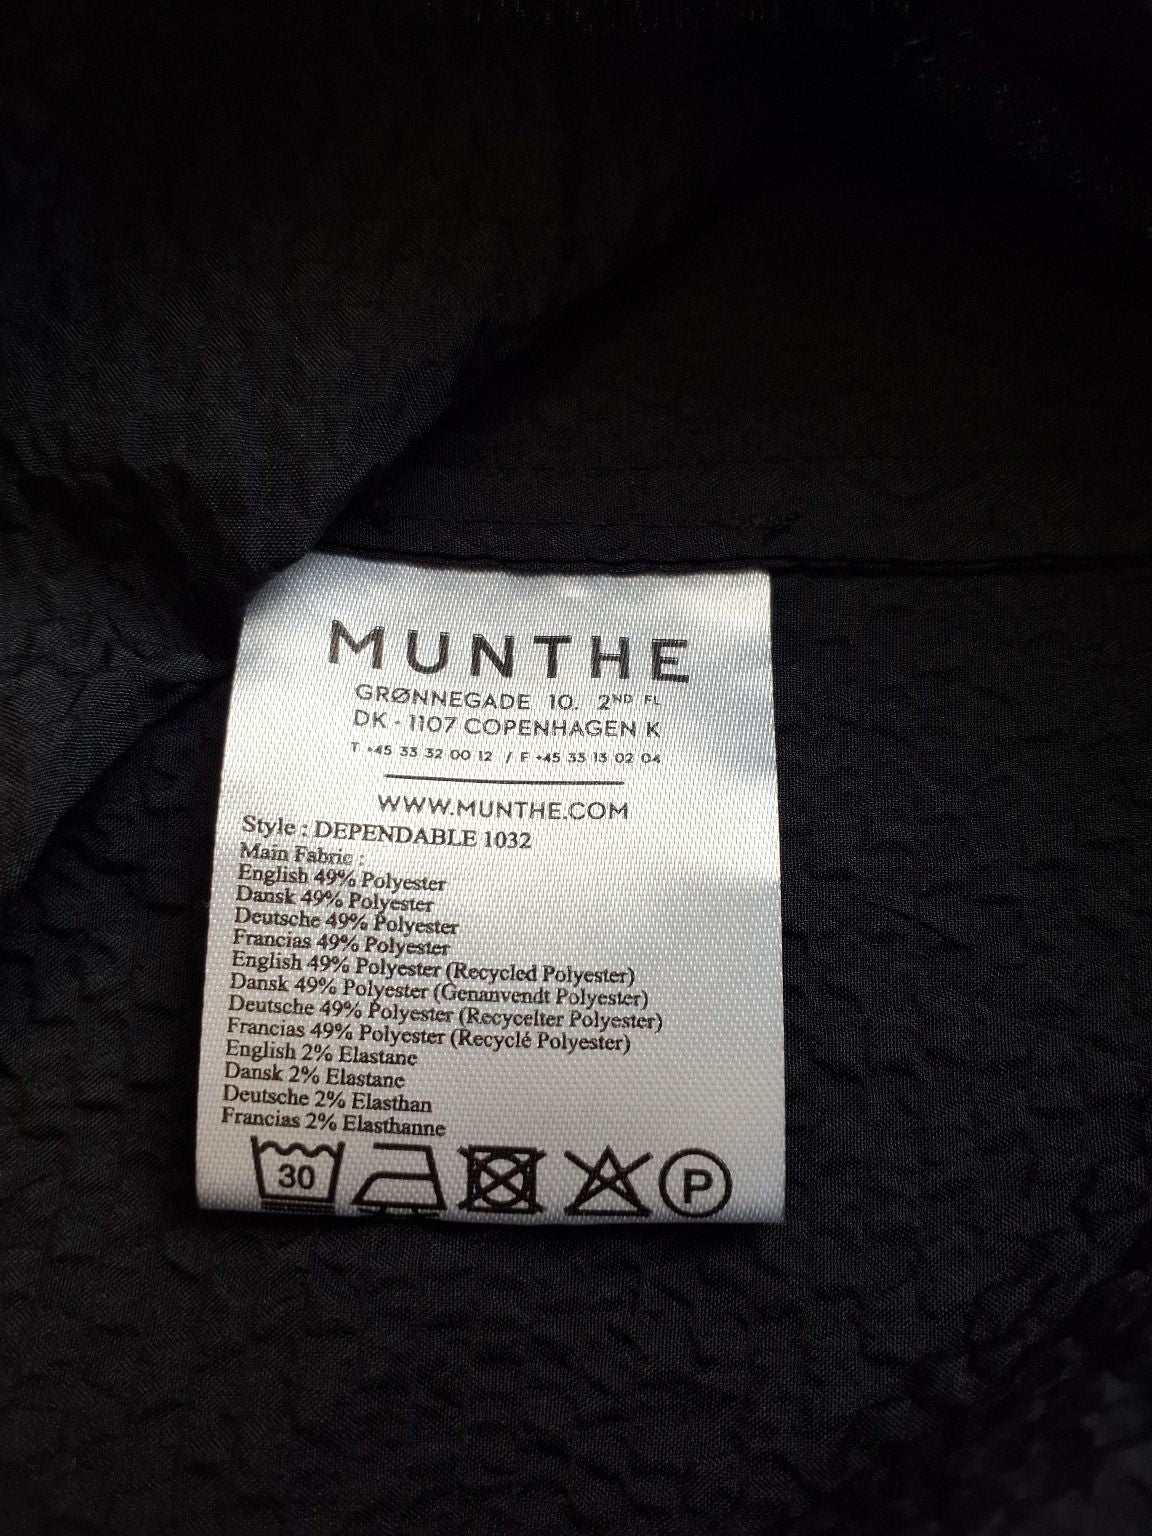 MUNTHE
GRØNNEGADE 10. 2ND FL
DK - 1107 COPENHAGEN K
T +45 33 32 00 12 / F +45 33 13 02 04
WWW.MUNTHE.COM
Style : DEPENDABLE 1032
Main Fabric :
English 49% Polyester
Dansk 49% Polyester
Deutsche 49% Polyester
Francias 49% Polyester
English 49% Polyester (Recycled Polyester)
Dansk 49% Polyester (Genanvendt Polyester)
Deutsche 49% Polyester (Recycelter Polyester)
Francias 49% Polyester (Recyclé Polyester)
English 2% Elastane
Dansk 2% Elastane
Deutsche 2% Elasthan
Francias 2% Elasthanne
30 P